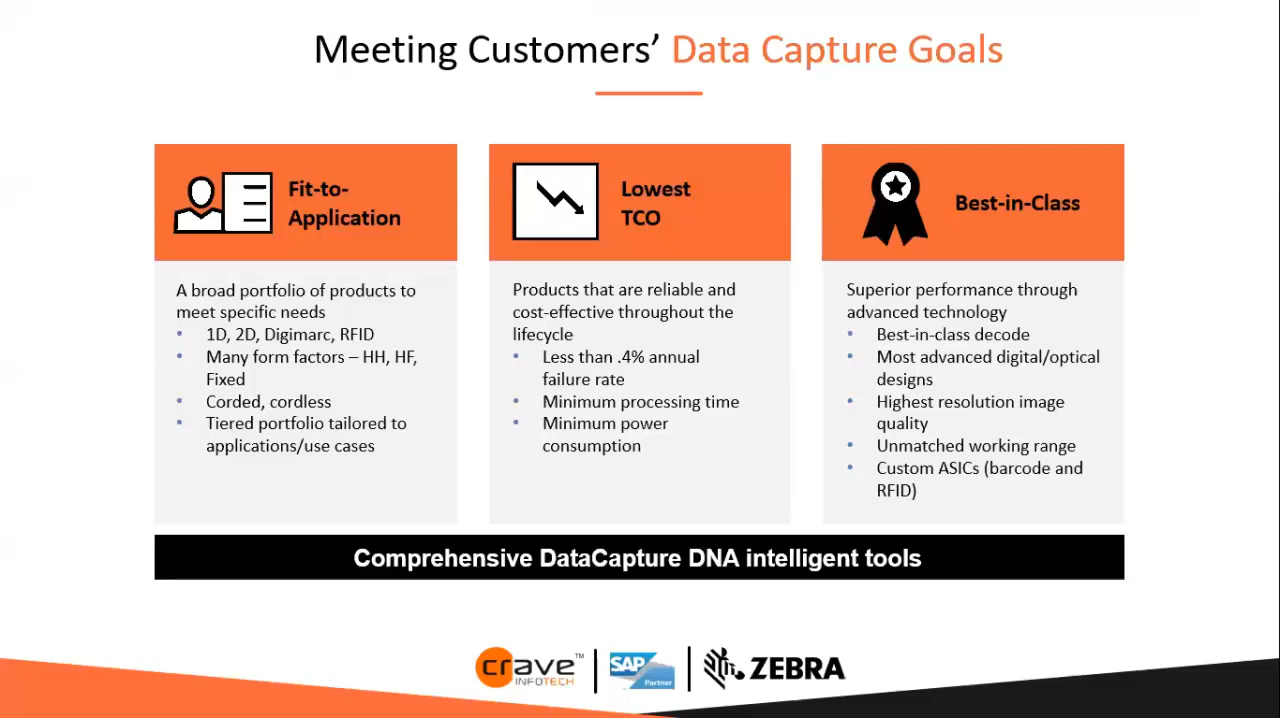 Meeting Customers’ Data Capture Goals
Fit-to-
Application
A broad portfolio of products to
meet specific needs
• 1D, 2D, Digimarc, RFID
• Many form factors – HH, HF,
Fixed
• Corded, cordless
• Tiered portfolio tailored to
applications/use cases
Lowest
TCO
Products that are reliable and
cost-effective throughout the
lifecycle
• Less than .4% annual
failure rate
• Minimum processing time
• Minimum power
consumption
Best-in-Class
Superior performance through
advanced technology
• Best-in-class decode
• Most advanced digital/optical
designs
• Highest resolution image
quality
• Unmatched working range
• Custom ASICs (barcode and
RFID)
Comprehensive DataCapture DNA intelligent tools
crave™
INFOTECH
SAP
Partner
ZEBRA